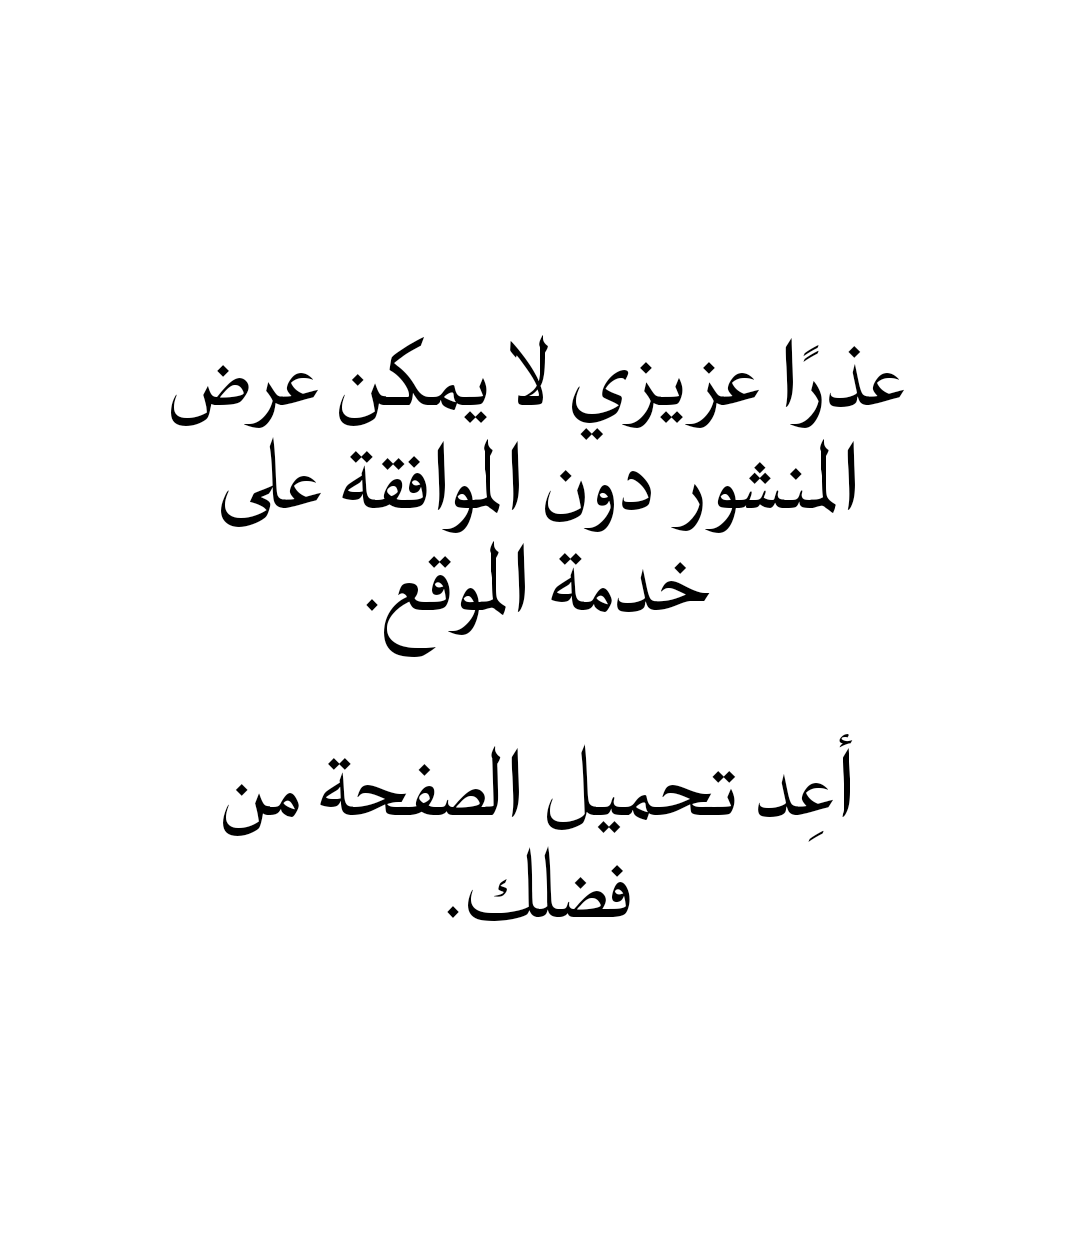 عذرًا عزيزي لا يمكن عرض
المنشور دون الموافقة على
خدمة الموقع.
أعِد تحميل الصفحة من
فضلك.